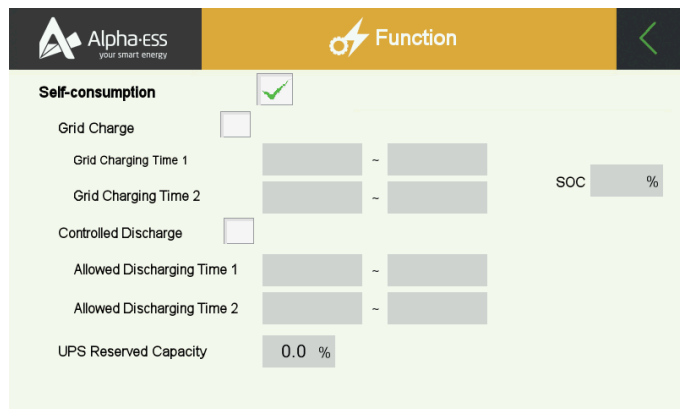 Alpha·ESS
your smart energy
Function
Self-consumption
Grid Charge
Grid Charging Time 1 ~
Grid Charging Time 2 ~
SOC %
Controlled Discharge
Allowed Discharging Time 1 ~
Allowed Discharging Time 2 ~
UPS Reserved Capacity 0.0 %